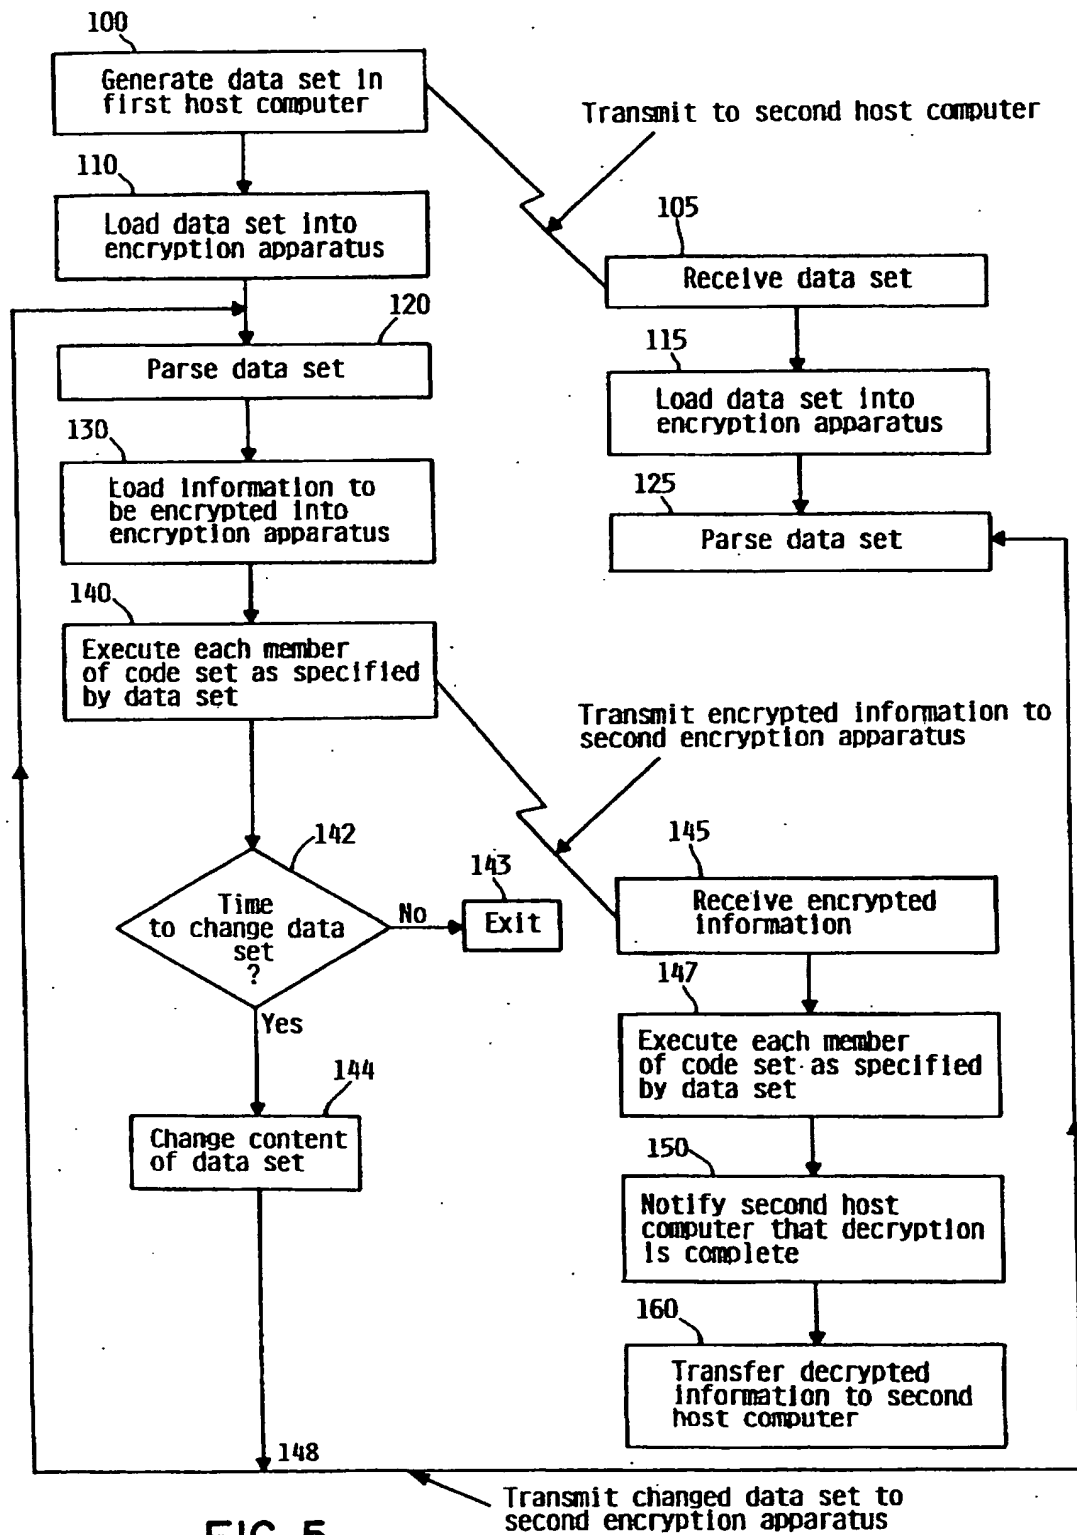 100
Generate data set in
first host computer
Transmit to second host computer
110
Load data set into
encryption apparatus
105
Receive data set
120
Parse data set
115
Load data set into
encryption apparatus
130
Load information to
be encrypted into
encryption apparatus
125
Parse data set
140
Execute each member
of code set as specified
by data set
Transmit encrypted information to
second encryption apparatus
142
Time
to change data
set
?
No
143
Exit
145
Receive encrypted
information
Yes
147
Execute each member
of code set as specified
by data set
144
Change content
of data set
150
Notify second host
computer that decryption
is complete
160
Transfer decrypted
information to second
host computer
148
Transmit changed data set to
second encryption apparatus
FIG. 5